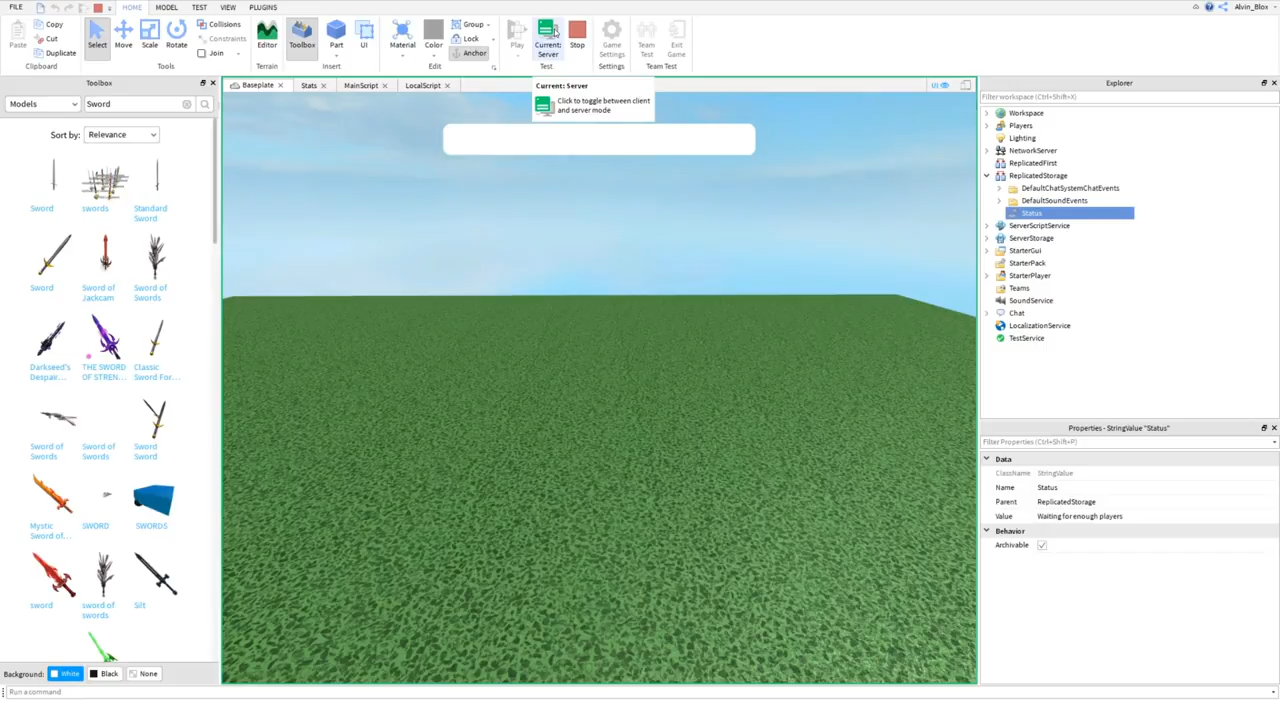 FILE HOME MODEL TEST VIEW PLUGINS Alvin_Blox
Paste Copy Cut Duplicate Clipboard
Select Move Scale Rotate Collisions Constraints Join Tools
Editor Terrain
Toolbox Part UI Insert
Material Color Group Lock Anchor Edit
Play Current: Server Stop Test
Game Settings Settings
Team Test Exit Game Team Test
Toolbox
Models Sword
Sort by: Relevance
Sword swords Standard Sword
Sword Sword of Jackcam Sword of Swords
Darkseed's Despair... THE SWORD OF STREN... Classic Sword For...
Sword of Swords Sword of Swords Sword Sword
Mystic Sword of... SWORD SWORDS
sword sword of swords Silt
Background: White Black None
Run a command
Baseplate Stats MainScript LocalScript UI
Current: Server
Click to toggle between client
and server mode
Explorer
Filter workspace (Ctrl+Shift+X)
Workspace
Players
Lighting
NetworkServer
ReplicatedFirst
ReplicatedStorage
DefaultChatSystemChatEvents
DefaultSoundEvents
Status
ServerScriptService
ServerStorage
StarterGui
StarterPack
StarterPlayer
Teams
SoundService
Chat
LocalizationService
TestService
Properties - StringValue "Status"
Filter Properties (Ctrl+Shift+P)
Data
ClassName StringValue
Name Status
Parent ReplicatedStorage
Value Waiting for enough players
Behavior
Archivable